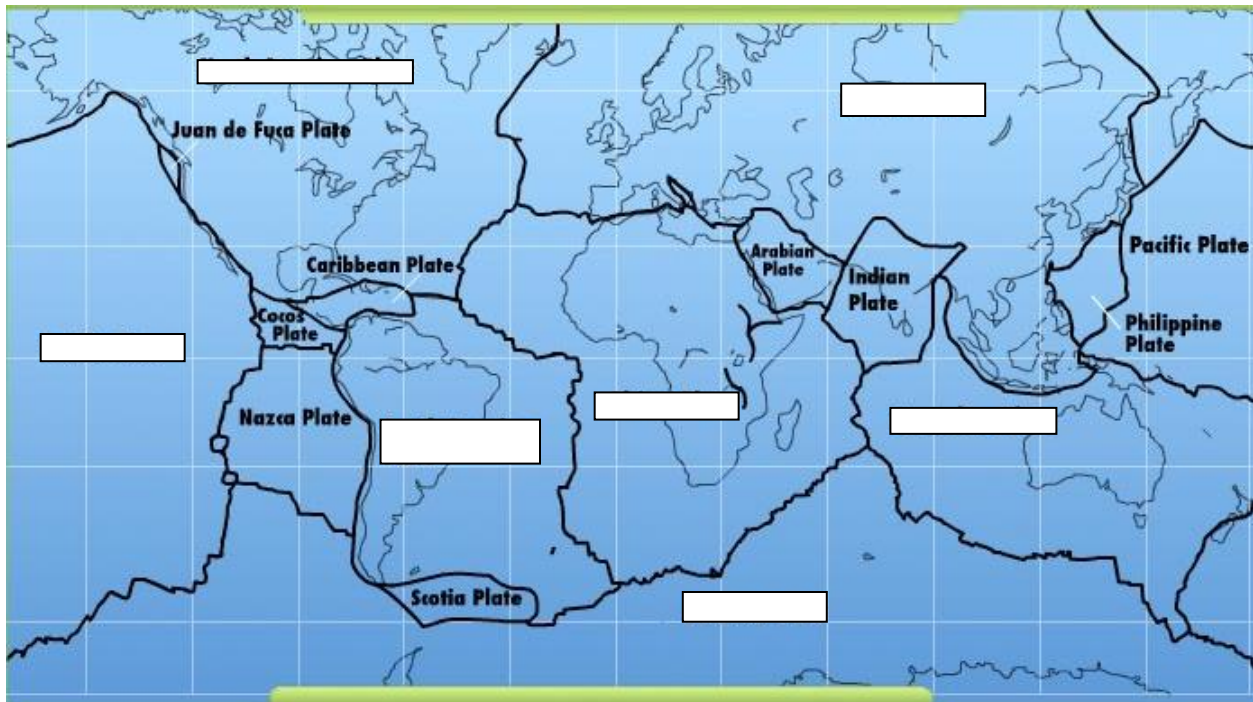 Juan de Fuca Plate
Caribbean Plate
Cocos
Plate
Nazca Plate
Scotia Plate
Arabian
Plate
Indian
Plate
Pacific Plate
Philippine
Plate